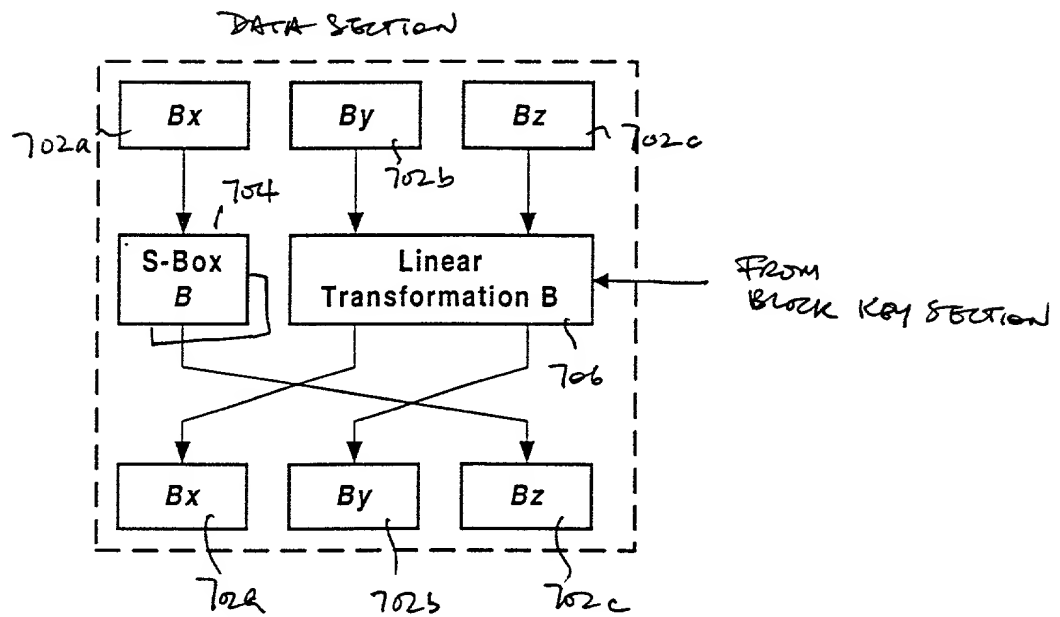 DATA SECTION
Bx
By
Bz
702a
702b
702c
704
S-Box
B
Linear
Transformation B
FROM
BLOCK KEY SECTION
706
Bx
By
Bz
702a
702b
702c